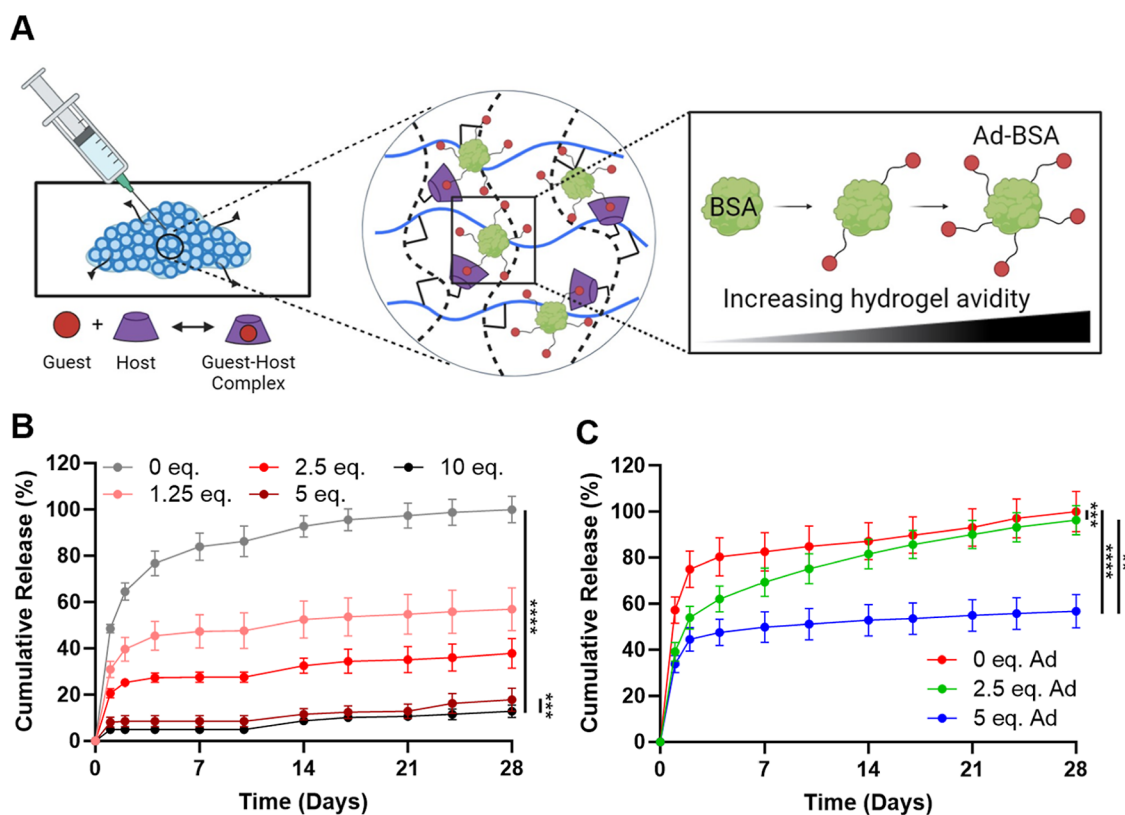 A
Ad-BSA
BSA
Increasing hydrogel avidity
+
Guest
Host
Guest-Host
Complex
B
Cumulative Release (%)
120
100
80
60
40
20
0
0 eq.
2.5 eq.
10 eq.
1.25 eq.
5 eq.
****
***
0
7
14
21
28
Time (Days)
C
Cumulative Release (%)
120
100
80
60
40
20
0
***
****
**
0 eq. Ad
2.5 eq. Ad
5 eq. Ad
0
7
14
21
28
Time (Days)